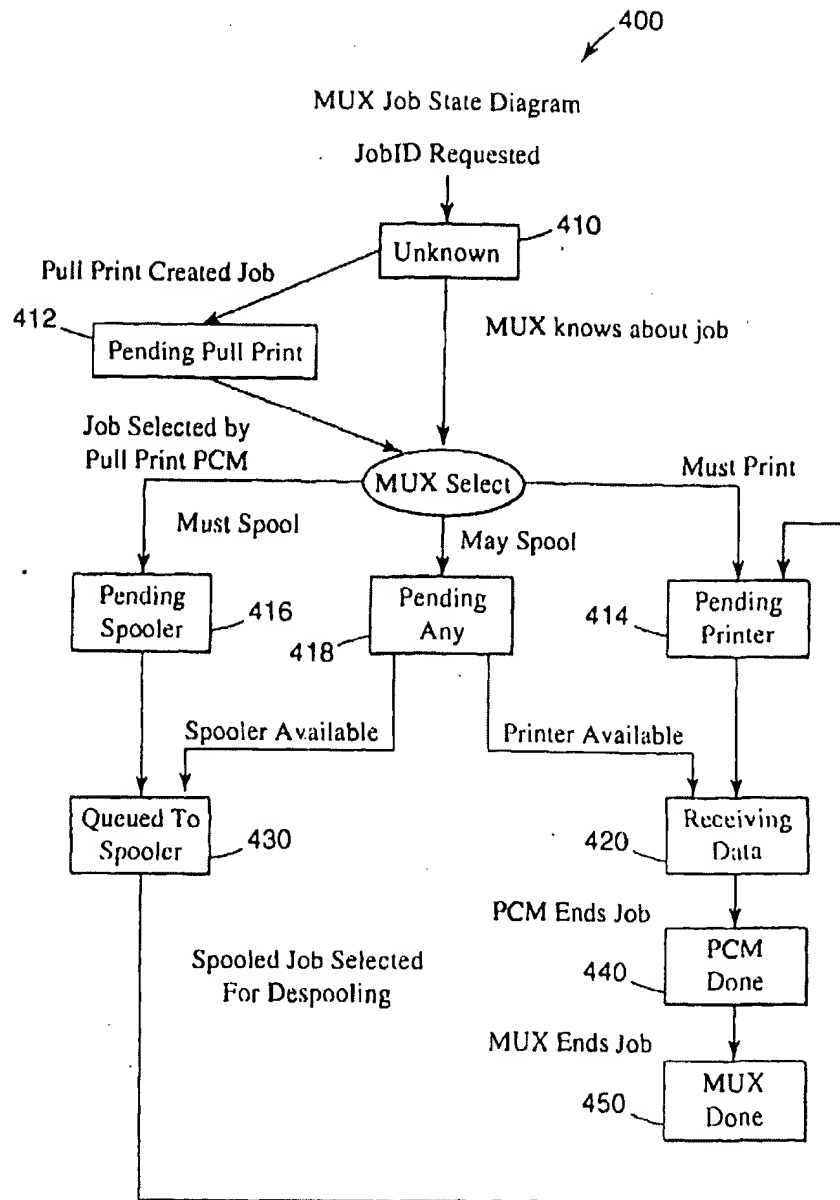 400
MUX Job State Diagram
JobID Requested
410
Unknown
Pull Print Created Job
412
Pending Pull Print
MUX knows about job
Job Selected by
Pull Print PCM
MUX Select
Must Print
Must Spool
May Spool
Pending
Spooler
416
Pending
Any
418
Pending
Printer
414
Spooler Available
Printer Available
Queued To
Spooler
430
Receiving
Data
420
PCM Ends Job
PCM
Done
440
Spooled Job Selected
For Despooling
MUX Ends Job
MUX
Done
450